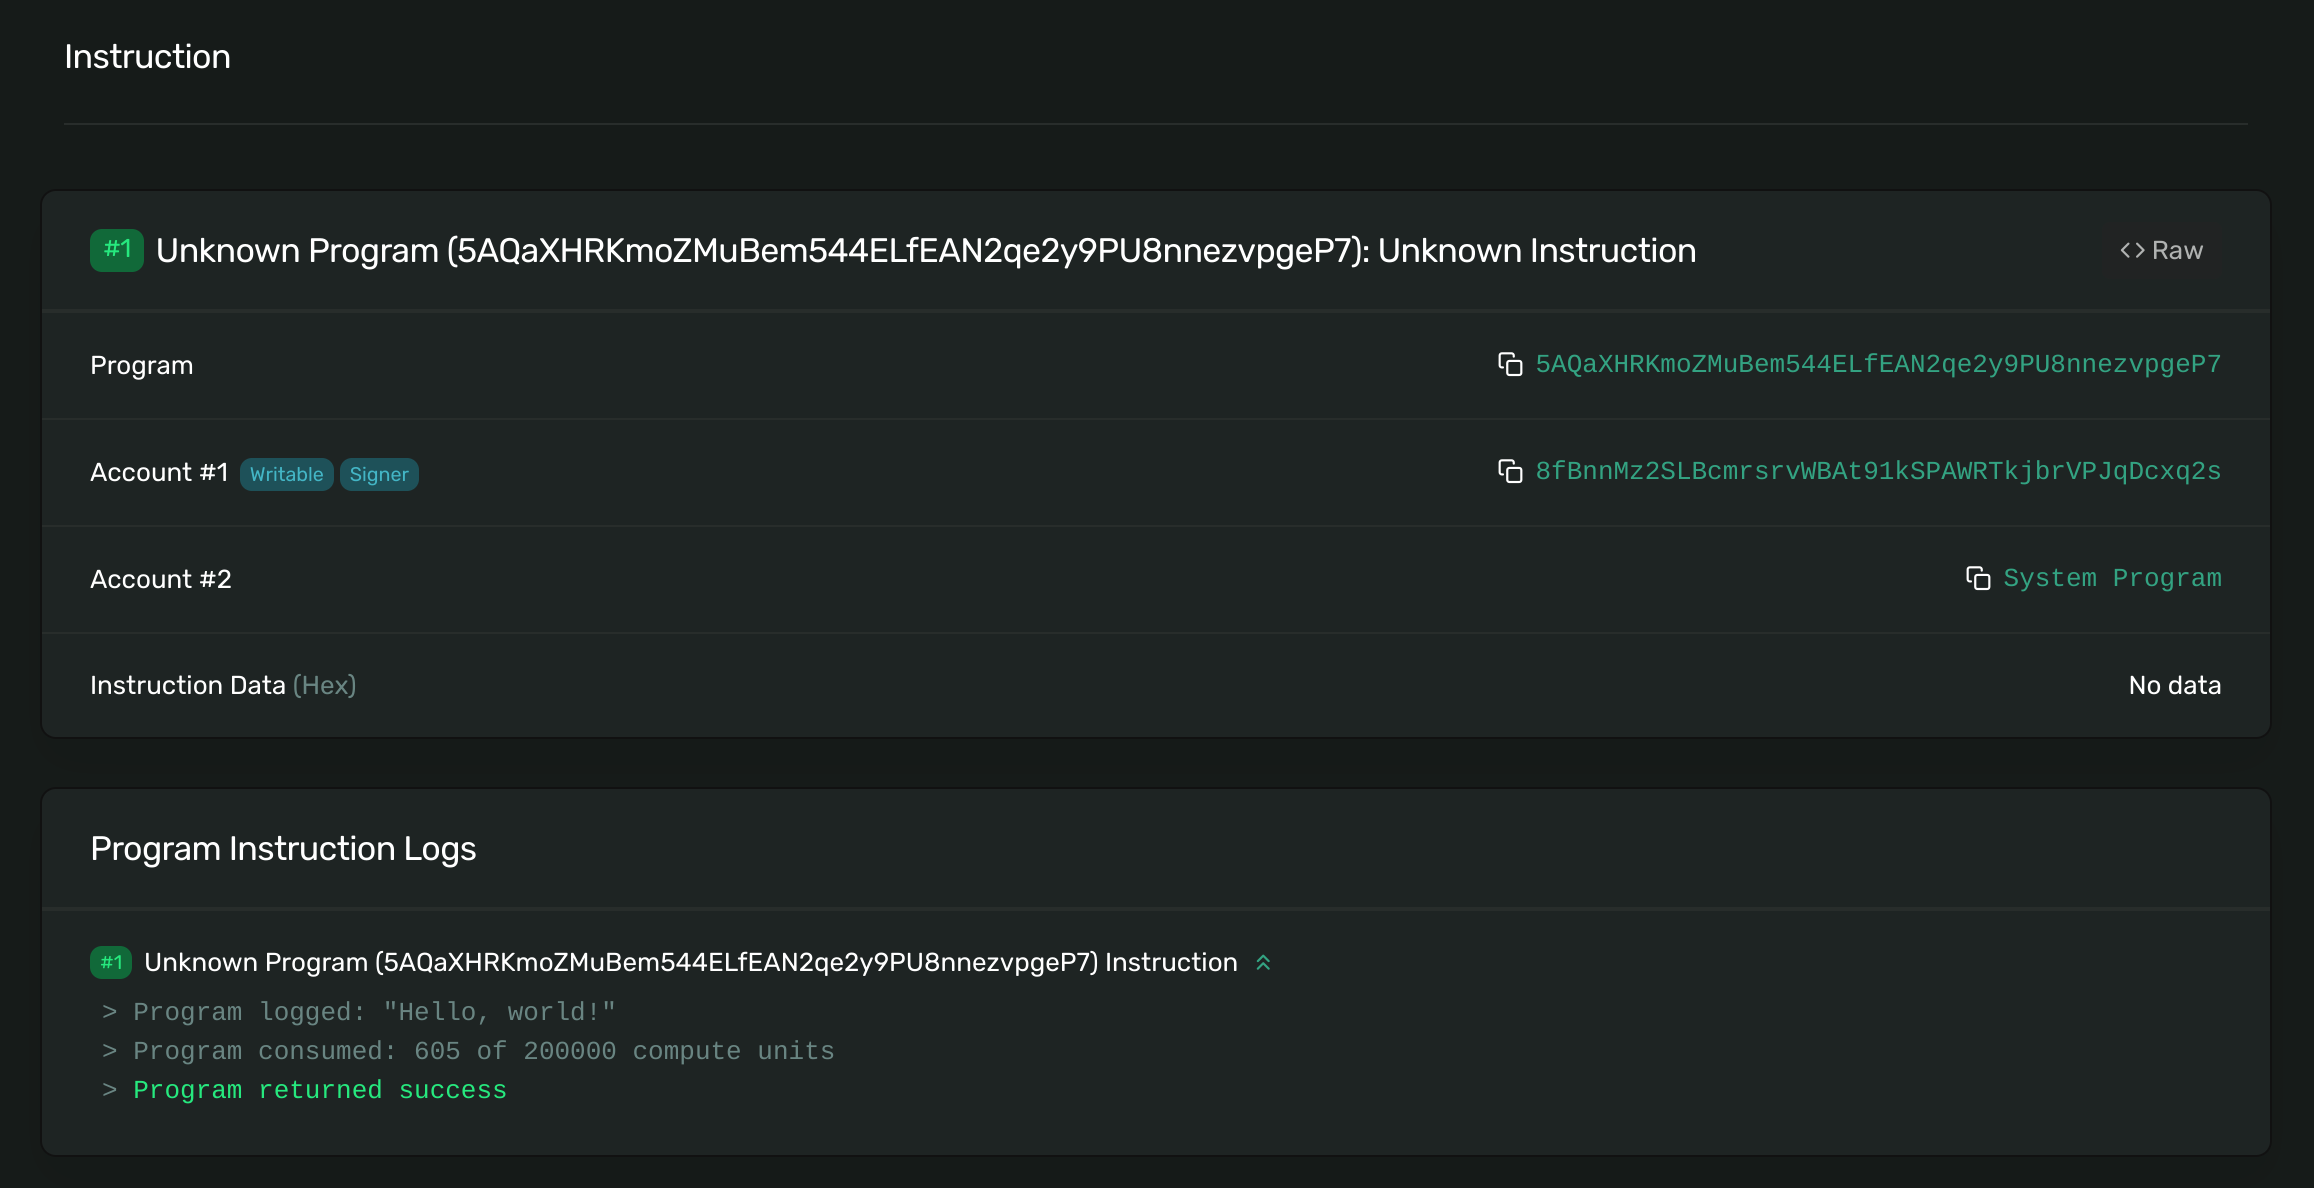 Instruction
#1 Unknown Program (5AQaXHRKmoZMuBem544ELfEAN2qe2y9PU8nnezvpgeP7): Unknown Instruction <> Raw
Program 5AQaXHRKmoZMuBem544ELfEAN2qe2y9PU8nnezvpgeP7
Account #1 Writable Signer 8fBnnMz2SLBcmrsrvWBAt91kSPAWRTkjbrVPJqDcxq2s
Account #2 System Program
Instruction Data (Hex) No data
Program Instruction Logs
#1 Unknown Program (5AQaXHRKmoZMuBem544ELfEAN2qe2y9PU8nnezvpgeP7) Instruction
> Program logged: "Hello, world!"
> Program consumed: 605 of 200000 compute units
> Program returned success